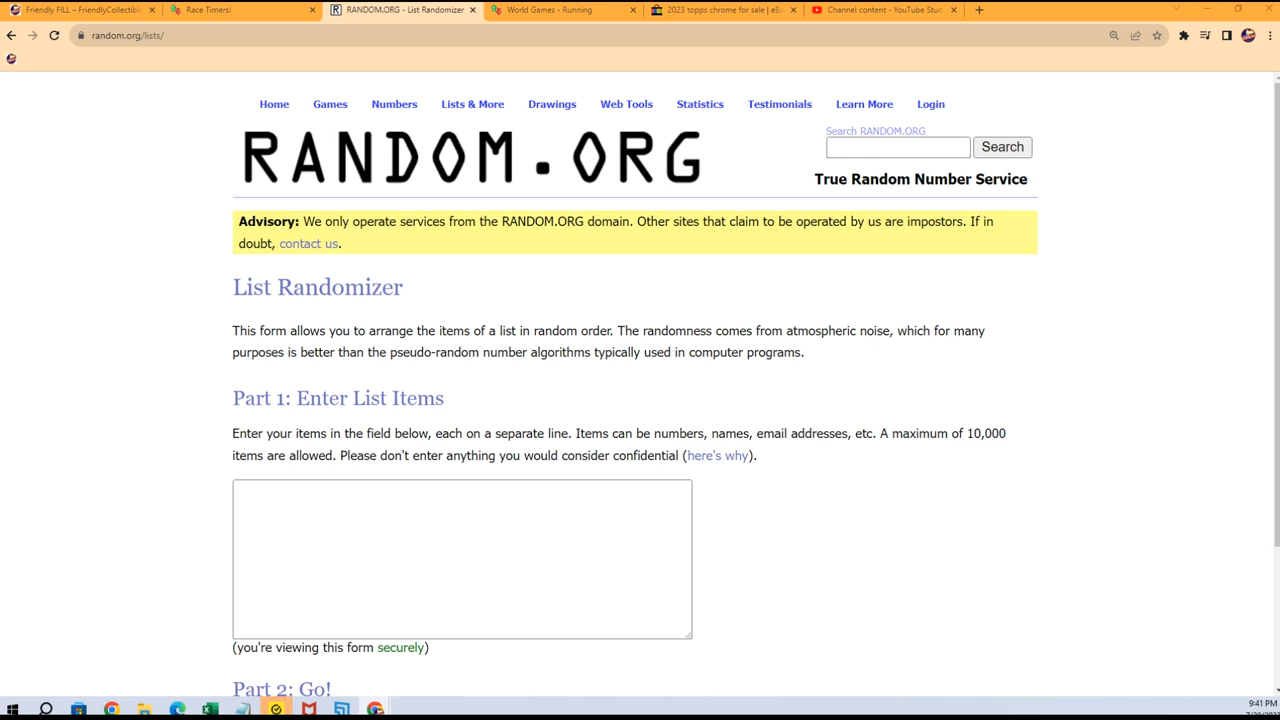 Friendly FILL – FriendlyCollectibl
Race Timers!
RANDOM.ORG - List Randomizer
World Games - Running
2023 topps chrome for sale | eB
Channel content - YouTube Stud
random.org/lists/
Home Games Numbers Lists & More Drawings Web Tools Statistics Testimonials Learn More Login
RANDOM.ORG
Search RANDOM.ORG
Search
True Random Number Service
Advisory: We only operate services from the RANDOM.ORG domain. Other sites that claim to be operated by us are impostors. If in
doubt, contact us.
List Randomizer
This form allows you to arrange the items of a list in random order. The randomness comes from atmospheric noise, which for many
purposes is better than the pseudo-random number algorithms typically used in computer programs.
Part 1: Enter List Items
Enter your items in the field below, each on a separate line. Items can be numbers, names, email addresses, etc. A maximum of 10,000
items are allowed. Please don't enter anything you would consider confidential (here's why).
(you're viewing this form securely)
Part 2: Go!
9:41 PM